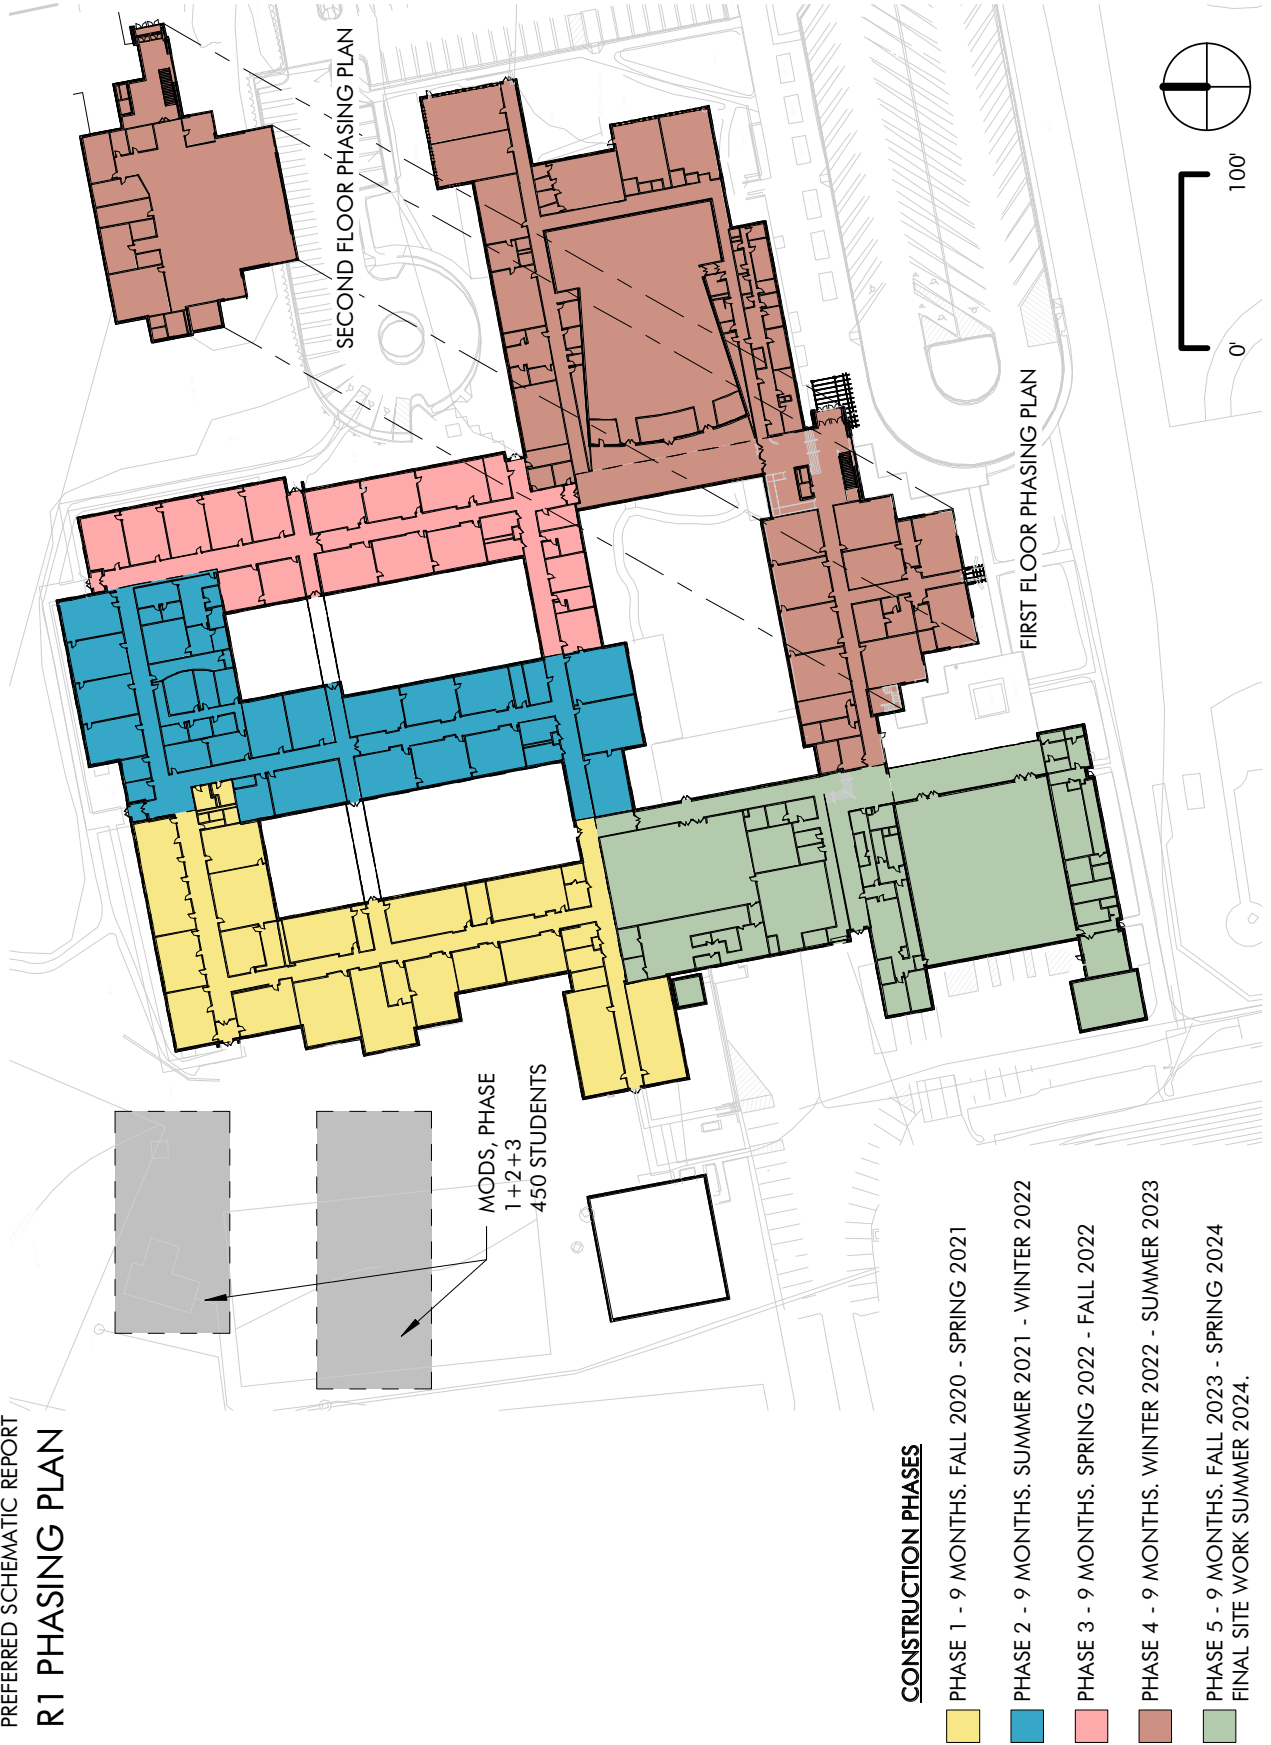 PREFERRED SCHEMATIC REPORT
R1 PHASING PLAN
SECOND FLOOR PHASING PLAN
FIRST FLOOR PHASING PLAN
MODS, PHASE
1+2+3
450 STUDENTS
0'
100'
CONSTRUCTION PHASES
PHASE 1 - 9 MONTHS. FALL 2020 - SPRING 2021
PHASE 2 - 9 MONTHS. SUMMER 2021 - WINTER 2022
PHASE 3 - 9 MONTHS. SPRING 2022 - FALL 2022
PHASE 4 - 9 MONTHS. WINTER 2022 - SUMMER 2023
PHASE 5 - 9 MONTHS. FALL 2023 - SPRING 2024
FINAL SITE WORK SUMMER 2024.